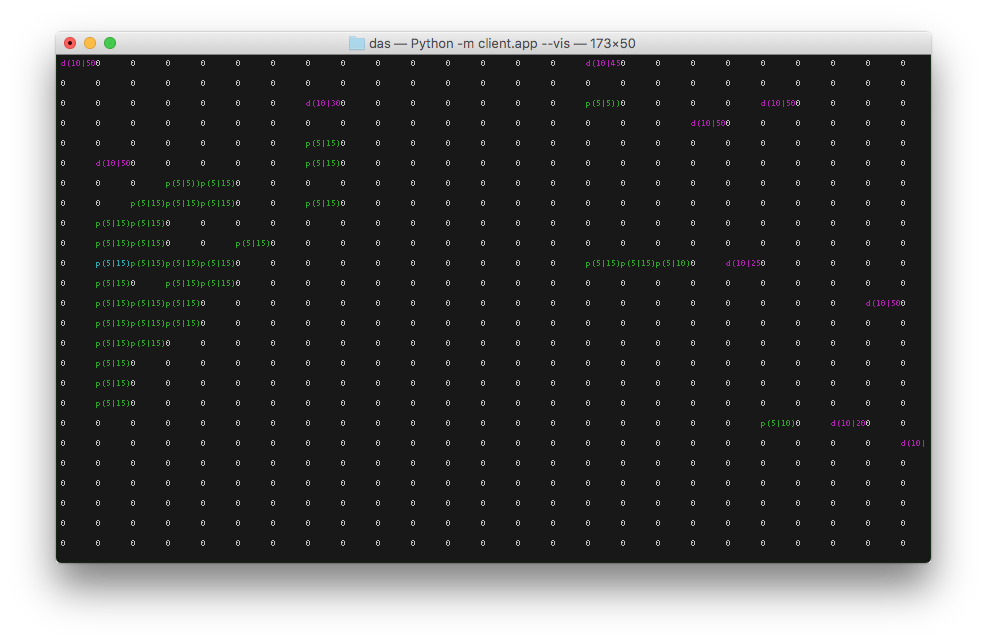 das — Python -m client.app --vis — 173×50
d(10|500 0 0 0 0 0 0 0 0 0 0 0 0 0 d(10|450 0 0 0 0 0 0 0 0
0 0 0 0 0 0 0 0 0 0 0 0 0 0 0 0 0 0 0 0 0 0 0 0 0
0 0 0 0 0 0 0 d(10|300 0 0 0 0 0 0 p(5|5))0 0 0 0 d(10|500 0 0 0
0 0 0 0 0 0 0 0 0 0 0 0 0 0 0 0 0 0 d(10|500 0 0 0 0 0
0 0 0 0 0 0 0 p(5|15)0 0 0 0 0 0 0 0 0 0 0 0 0 0 0 0 0
0 d(10|500 0 0 0 0 p(5|15)0 0 0 0 0 0 0 0 0 0 0 0 0 0 0 0 0
0 0 0 p(5|5))p(5|15)0 0 0 0 0 0 0 0 0 0 0 0 0 0 0 0 0 0 0 0
0 0 p(5|15)p(5|15)p(5|15)0 0 p(5|15)0 0 0 0 0 0 0 0 0 0 0 0 0 0 0 0 0
0 p(5|15)p(5|15)0 0 0 0 0 0 0 0 0 0 0 0 0 0 0 0 0 0 0 0 0 0
0 p(5|15)p(5|15)0 0 p(5|15)0 0 0 0 0 0 0 0 0 0 0 0 0 0 0 0 0 0 0
0 p(5|15)p(5|15)p(5|15)p(5|15)0 0 0 0 0 0 0 0 0 0 p(5|15)p(5|15)p(5|10)0 d(10|250 0 0 0 0
0 p(5|15)0 p(5|15)p(5|15)0 0 0 0 0 0 0 0 0 0 0 0 0 0 0 0 0 0 0 0
0 p(5|15)p(5|15)p(5|15)0 0 0 0 0 0 0 0 0 0 0 0 0 0 0 0 0 0 0 d(10|500
0 p(5|15)p(5|15)p(5|15)0 0 0 0 0 0 0 0 0 0 0 0 0 0 0 0 0 0 0 0 0
0 p(5|15)p(5|15)0 0 0 0 0 0 0 0 0 0 0 0 0 0 0 0 0 0 0 0 0 0
0 p(5|15)0 0 0 0 0 0 0 0 0 0 0 0 0 0 0 0 0 0 0 0 0 0 0
0 p(5|15)0 0 0 0 0 0 0 0 0 0 0 0 0 0 0 0 0 0 0 0 0 0 0
0 p(5|15)0 0 0 0 0 0 0 0 0 0 0 0 0 0 0 0 0 0 0 0 0 0 0
0 0 0 0 0 0 0 0 0 0 0 0 0 0 0 0 0 0 0 0 p(5|10)0 d(10|200 0
0 0 0 0 0 0 0 0 0 0 0 0 0 0 0 0 0 0 0 0 0 0 0 0 d(10|
0 0 0 0 0 0 0 0 0 0 0 0 0 0 0 0 0 0 0 0 0 0 0 0 0
0 0 0 0 0 0 0 0 0 0 0 0 0 0 0 0 0 0 0 0 0 0 0 0 0
0 0 0 0 0 0 0 0 0 0 0 0 0 0 0 0 0 0 0 0 0 0 0 0 0
0 0 0 0 0 0 0 0 0 0 0 0 0 0 0 0 0 0 0 0 0 0 0 0 0
0 0 0 0 0 0 0 0 0 0 0 0 0 0 0 0 0 0 0 0 0 0 0 0 0